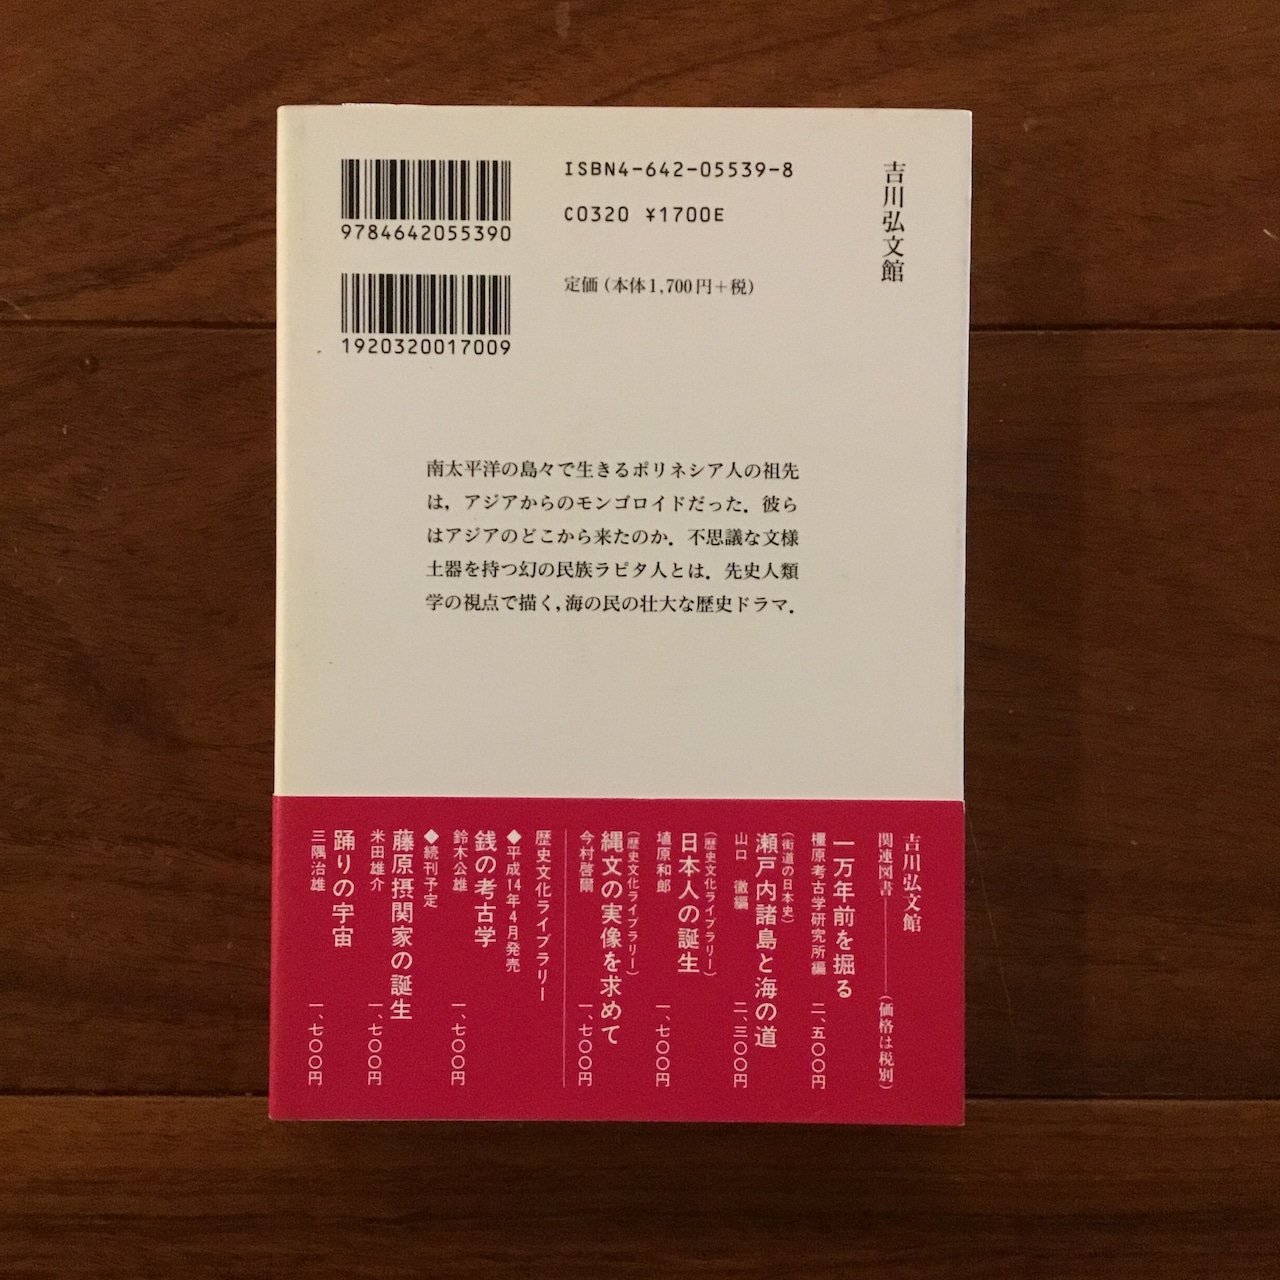 ISBN4-642-05539-8
C0320 ¥1700E
9784642055390
定価(本体1,700円+税)
1920320017009
吉川弘文館
南太平洋の島々で生きるポリネシア人の祖先
は，アジアからのモンゴロイドだった．彼ら
はアジアのどこから来たのか．不思議な文様
土器を持つ幻の民族ラピタ人とは．先史人類
学の視点で描く，海の民の壮大な歴史ドラマ．
吉川弘文館
関連図書――(価格は税別)
一万年前を掘る
橿原考古学研究所編 二、五〇〇円
(街道の日本史)
瀬戸内諸島と海の道
山口 徹編 二、三〇〇円
(歴史文化ライブラリー)
日本人の誕生
埴原和郎 一、七〇〇円
(歴史文化ライブラリー)
縄文の実像を求めて
今村啓爾 一、七〇〇円
歴史文化ライブラリー
◆平成14年4月発売
銭の考古学
鈴木公雄 一、七〇〇円
◆続刊予定
藤原摂関家の誕生
米田雄介 一、七〇〇円
踊りの宇宙
三隅治雄 一、七〇〇円